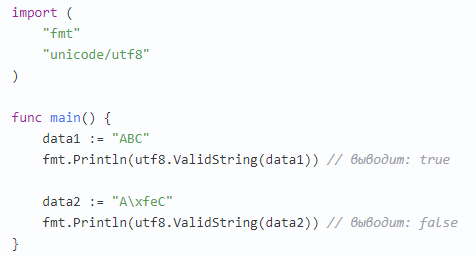 import (
    "fmt"
    "unicode/utf8"
)

func main() {
    data1 := "ABC"
    fmt.Println(utf8.ValidString(data1)) // выводит: true

    data2 := "A\xfeC"
    fmt.Println(utf8.ValidString(data2)) // выводит: false
}